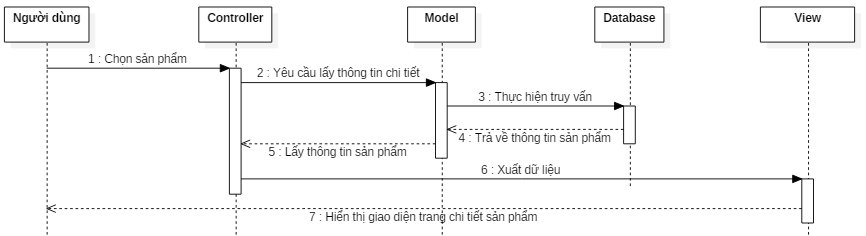 Người dùng
Controller
Model
Database
View
1 : Chọn sản phẩm
2 : Yêu cầu lấy thông tin chi tiết
3 : Thực hiện truy vấn
4 : Trả về thông tin sản phẩm
5 : Lấy thông tin sản phẩm
6 : Xuất dữ liệu
7 : Hiển thị giao diện trang chi tiết sản phẩm